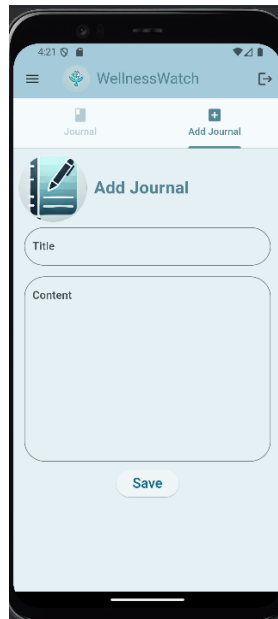 4:21
WellnessWatch
Journal
Add Journal
Add Journal
Title
Content
Save